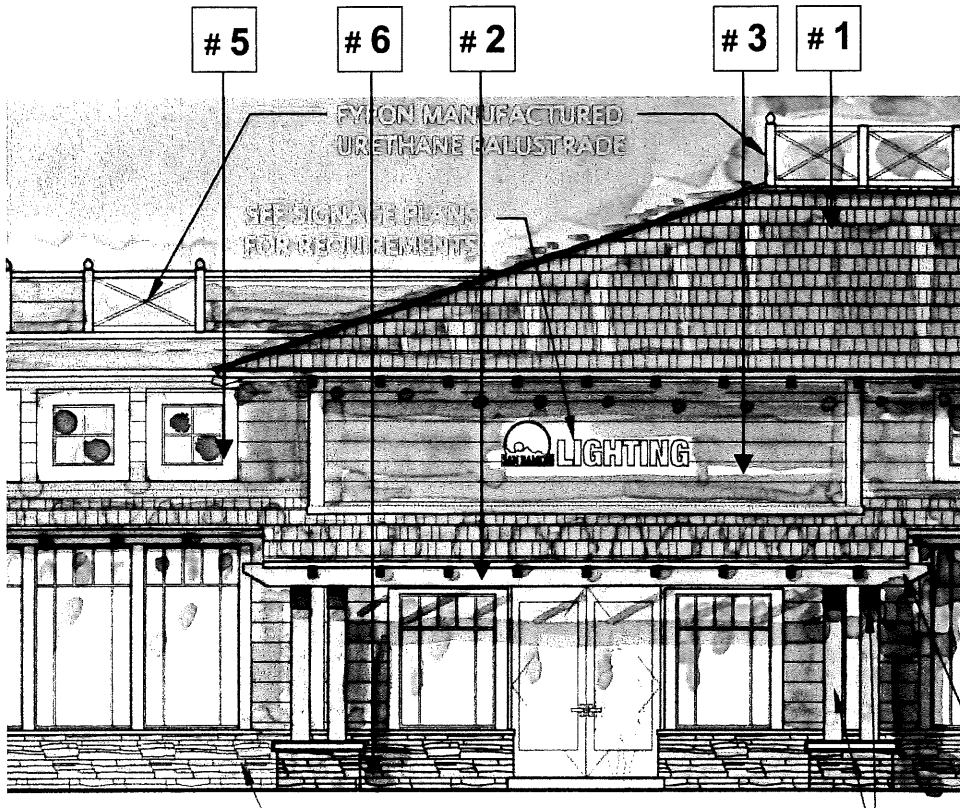 # 5
# 6
# 2
# 3
# 1
FYPON MANUFACTURED
URETHANE BALUSTRADE
SEE SIGNAGE PLANS
FOR REQUIREMENTS
LIGHTING